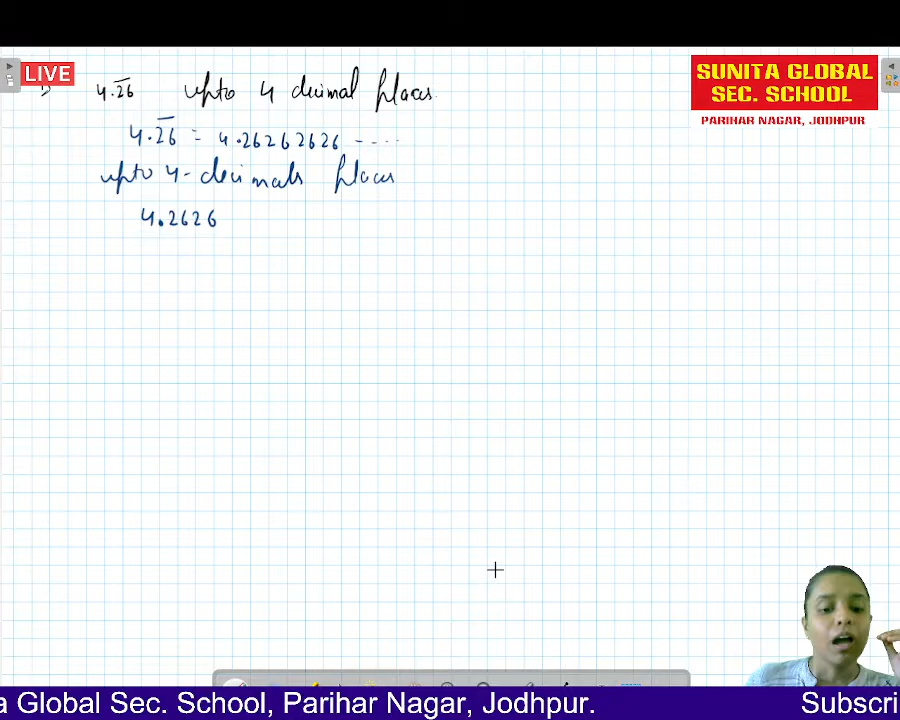 LIVE
SUNITA GLOBAL
SEC. SCHOOL
PARIHAR NAGAR, JODHPUR
4.2̅6̅ upto 4 decimal places.
4.2̅6̅ = 4.26262626 -----
upto 4-decimals places
4.2626
a Global Sec. School, Parihar Nagar, Jodhpur. Subscri